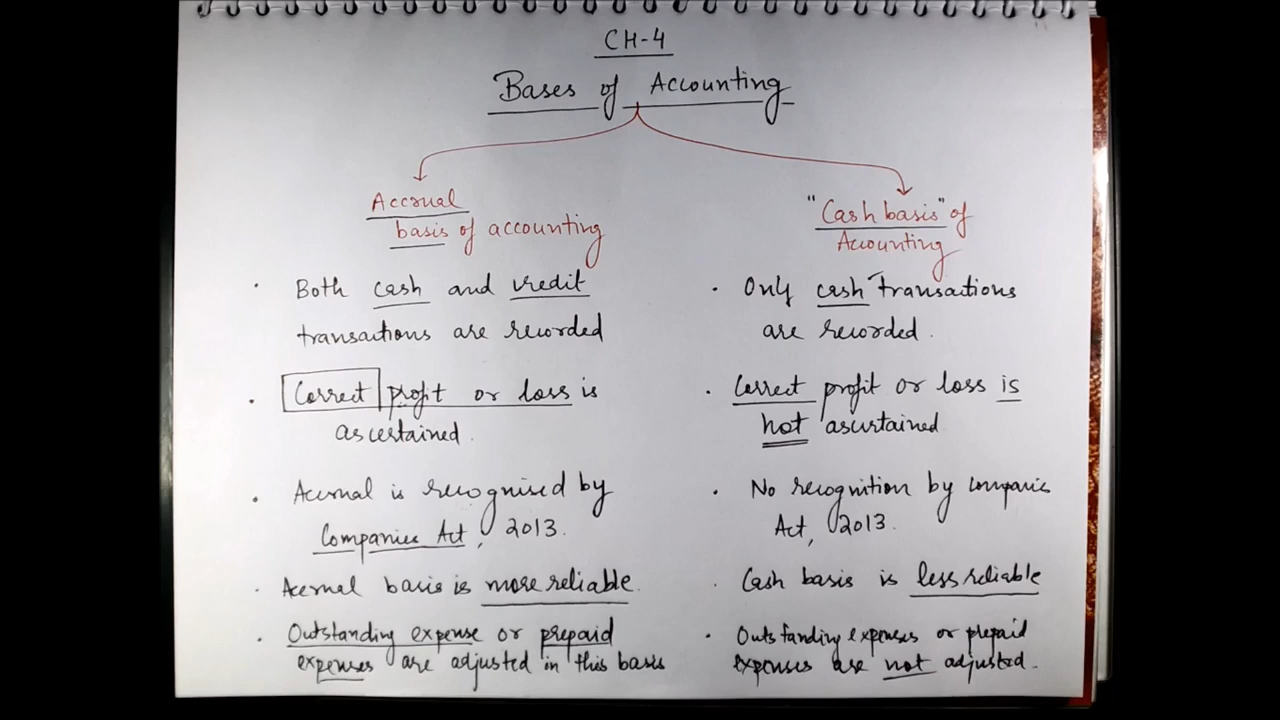 CH-4
Bases of Accounting
Accrual
basis of accounting
• Both cash and credit
transactions are recorded
• Correct profit or loss is
ascertained.
• Accrual is recognised by
Companies Act, 2013.
• Accrual basis is more reliable.
• Outstanding expense or prepaid
expenses are adjusted in this basis
"Cash basis" of
Accounting
• Only cash transactions
are recorded.
• Correct profit or loss is
not ascertained
• No recognition by companies
Act, 2013.
• Cash basis is less reliable
• Outstanding expenses or prepaid
expenses are not adjusted.